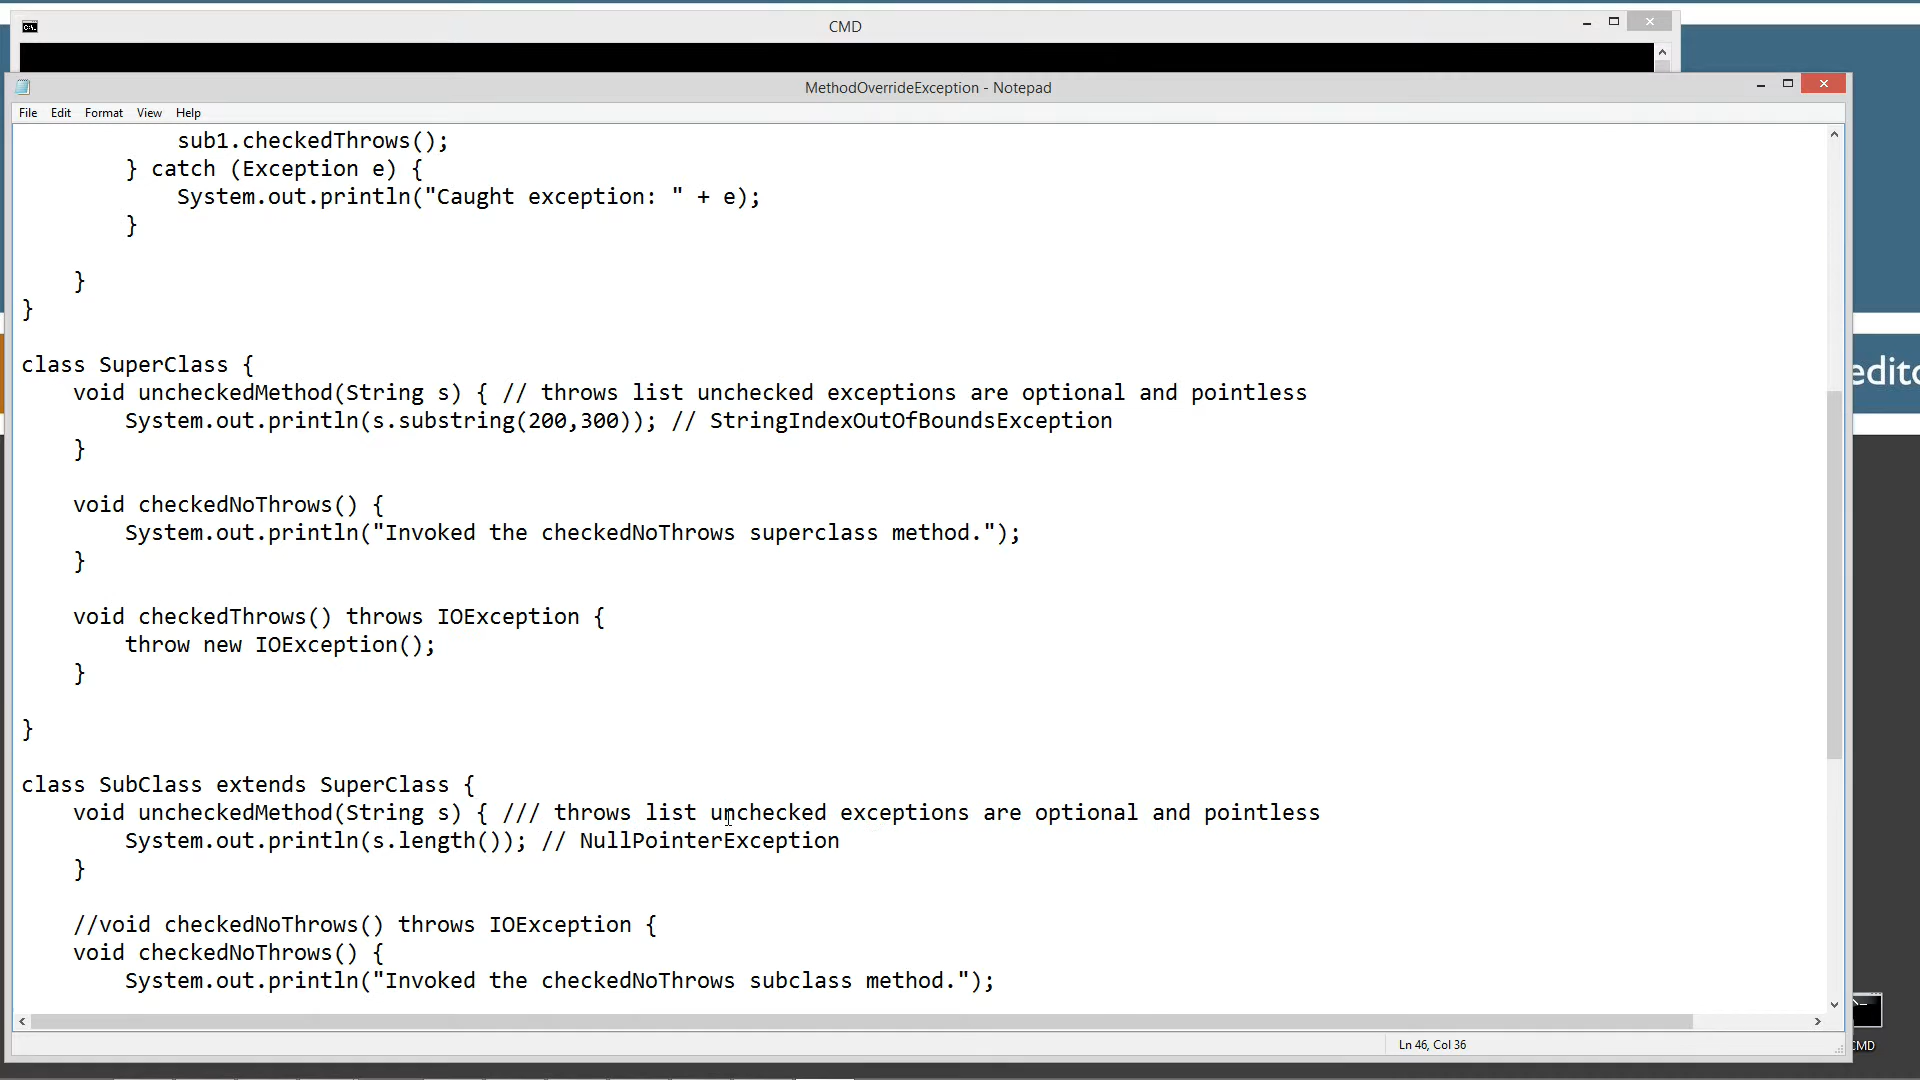 CMD
MethodOverrideException - Notepad
File Edit Format View Help
sub1.checkedThrows();
} catch (Exception e) {
System.out.println("Caught exception: " + e);
}
}
}
class SuperClass {
void uncheckedMethod(String s) { // throws list unchecked exceptions are optional and pointless
System.out.println(s.substring(200,300)); // StringIndexOutOfBoundsException
}
void checkedNoThrows() {
System.out.println("Invoked the checkedNoThrows superclass method.");
}
void checkedThrows() throws IOException {
throw new IOException();
}
}
class SubClass extends SuperClass {
void uncheckedMethod(String s) { /// throws list unchecked exceptions are optional and pointless
System.out.println(s.length()); // NullPointerException
}
//void checkedNoThrows() throws IOException {
void checkedNoThrows() {
System.out.println("Invoked the checkedNoThrows subclass method.");
Ln 46, Col 36
edito
CMD